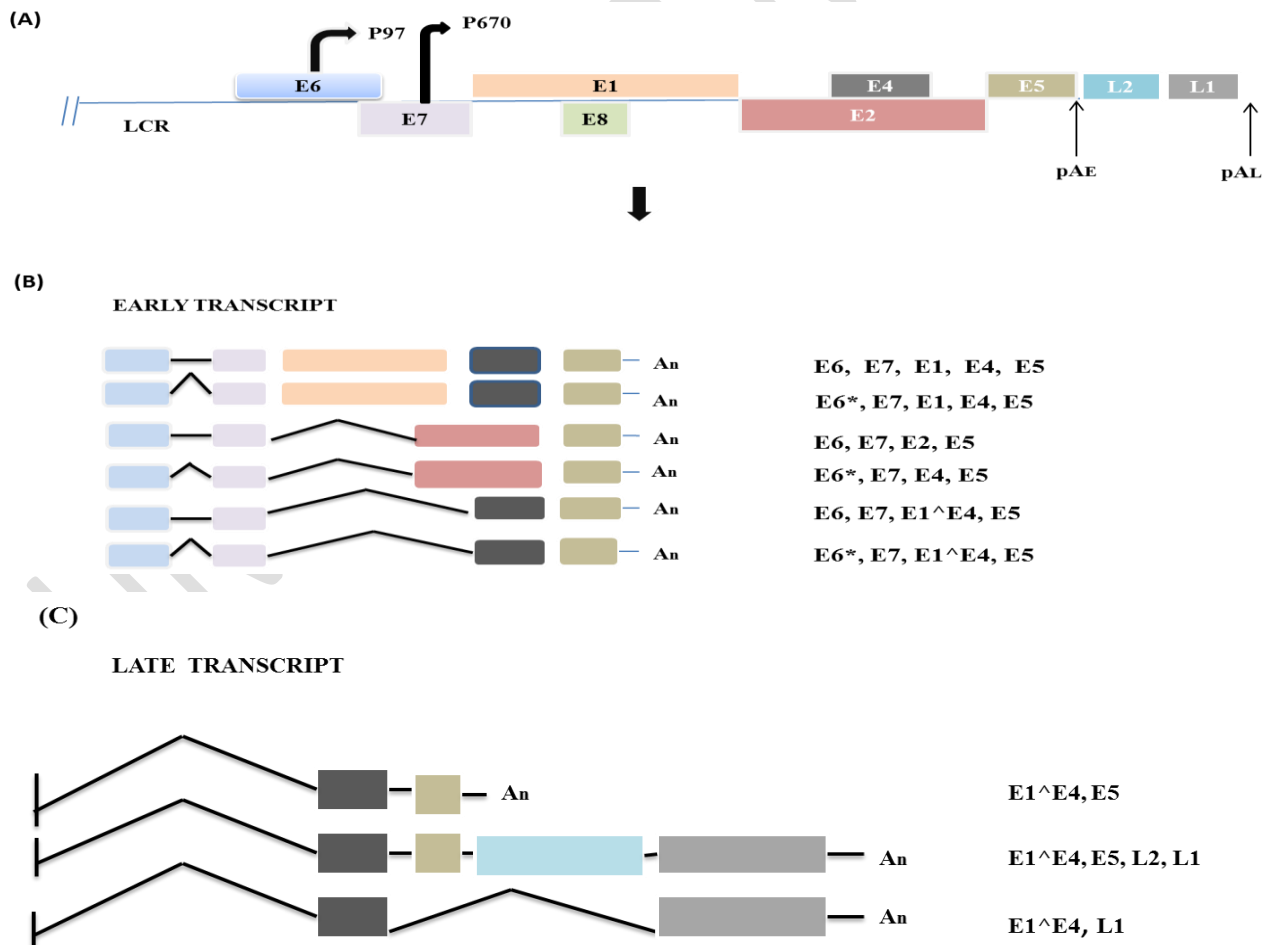 (A)
P97
P670
E6
E1
E4
E5
L2
L1
LCR
E7
E8
E2
pAE
pAL
(B)
EARLY TRANSCRIPT
An
E6, E7, E1, E4, E5
An
E6*, E7, E1, E4, E5
An
E6, E7, E2, E5
An
E6*, E7, E4, E5
An
E6, E7, E1^E4, E5
An
E6*, E7, E1^E4, E5
(C)
LATE TRANSCRIPT
An
E1^E4, E5
An
E1^E4, E5, L2, L1
An
E1^E4, L1